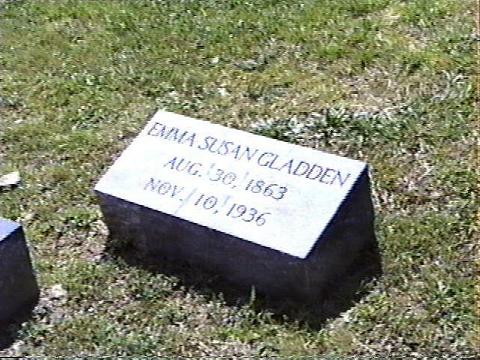 EMMA SUSAN GLADDEN
AUG. 30, 1863
NOV. 10, 1936